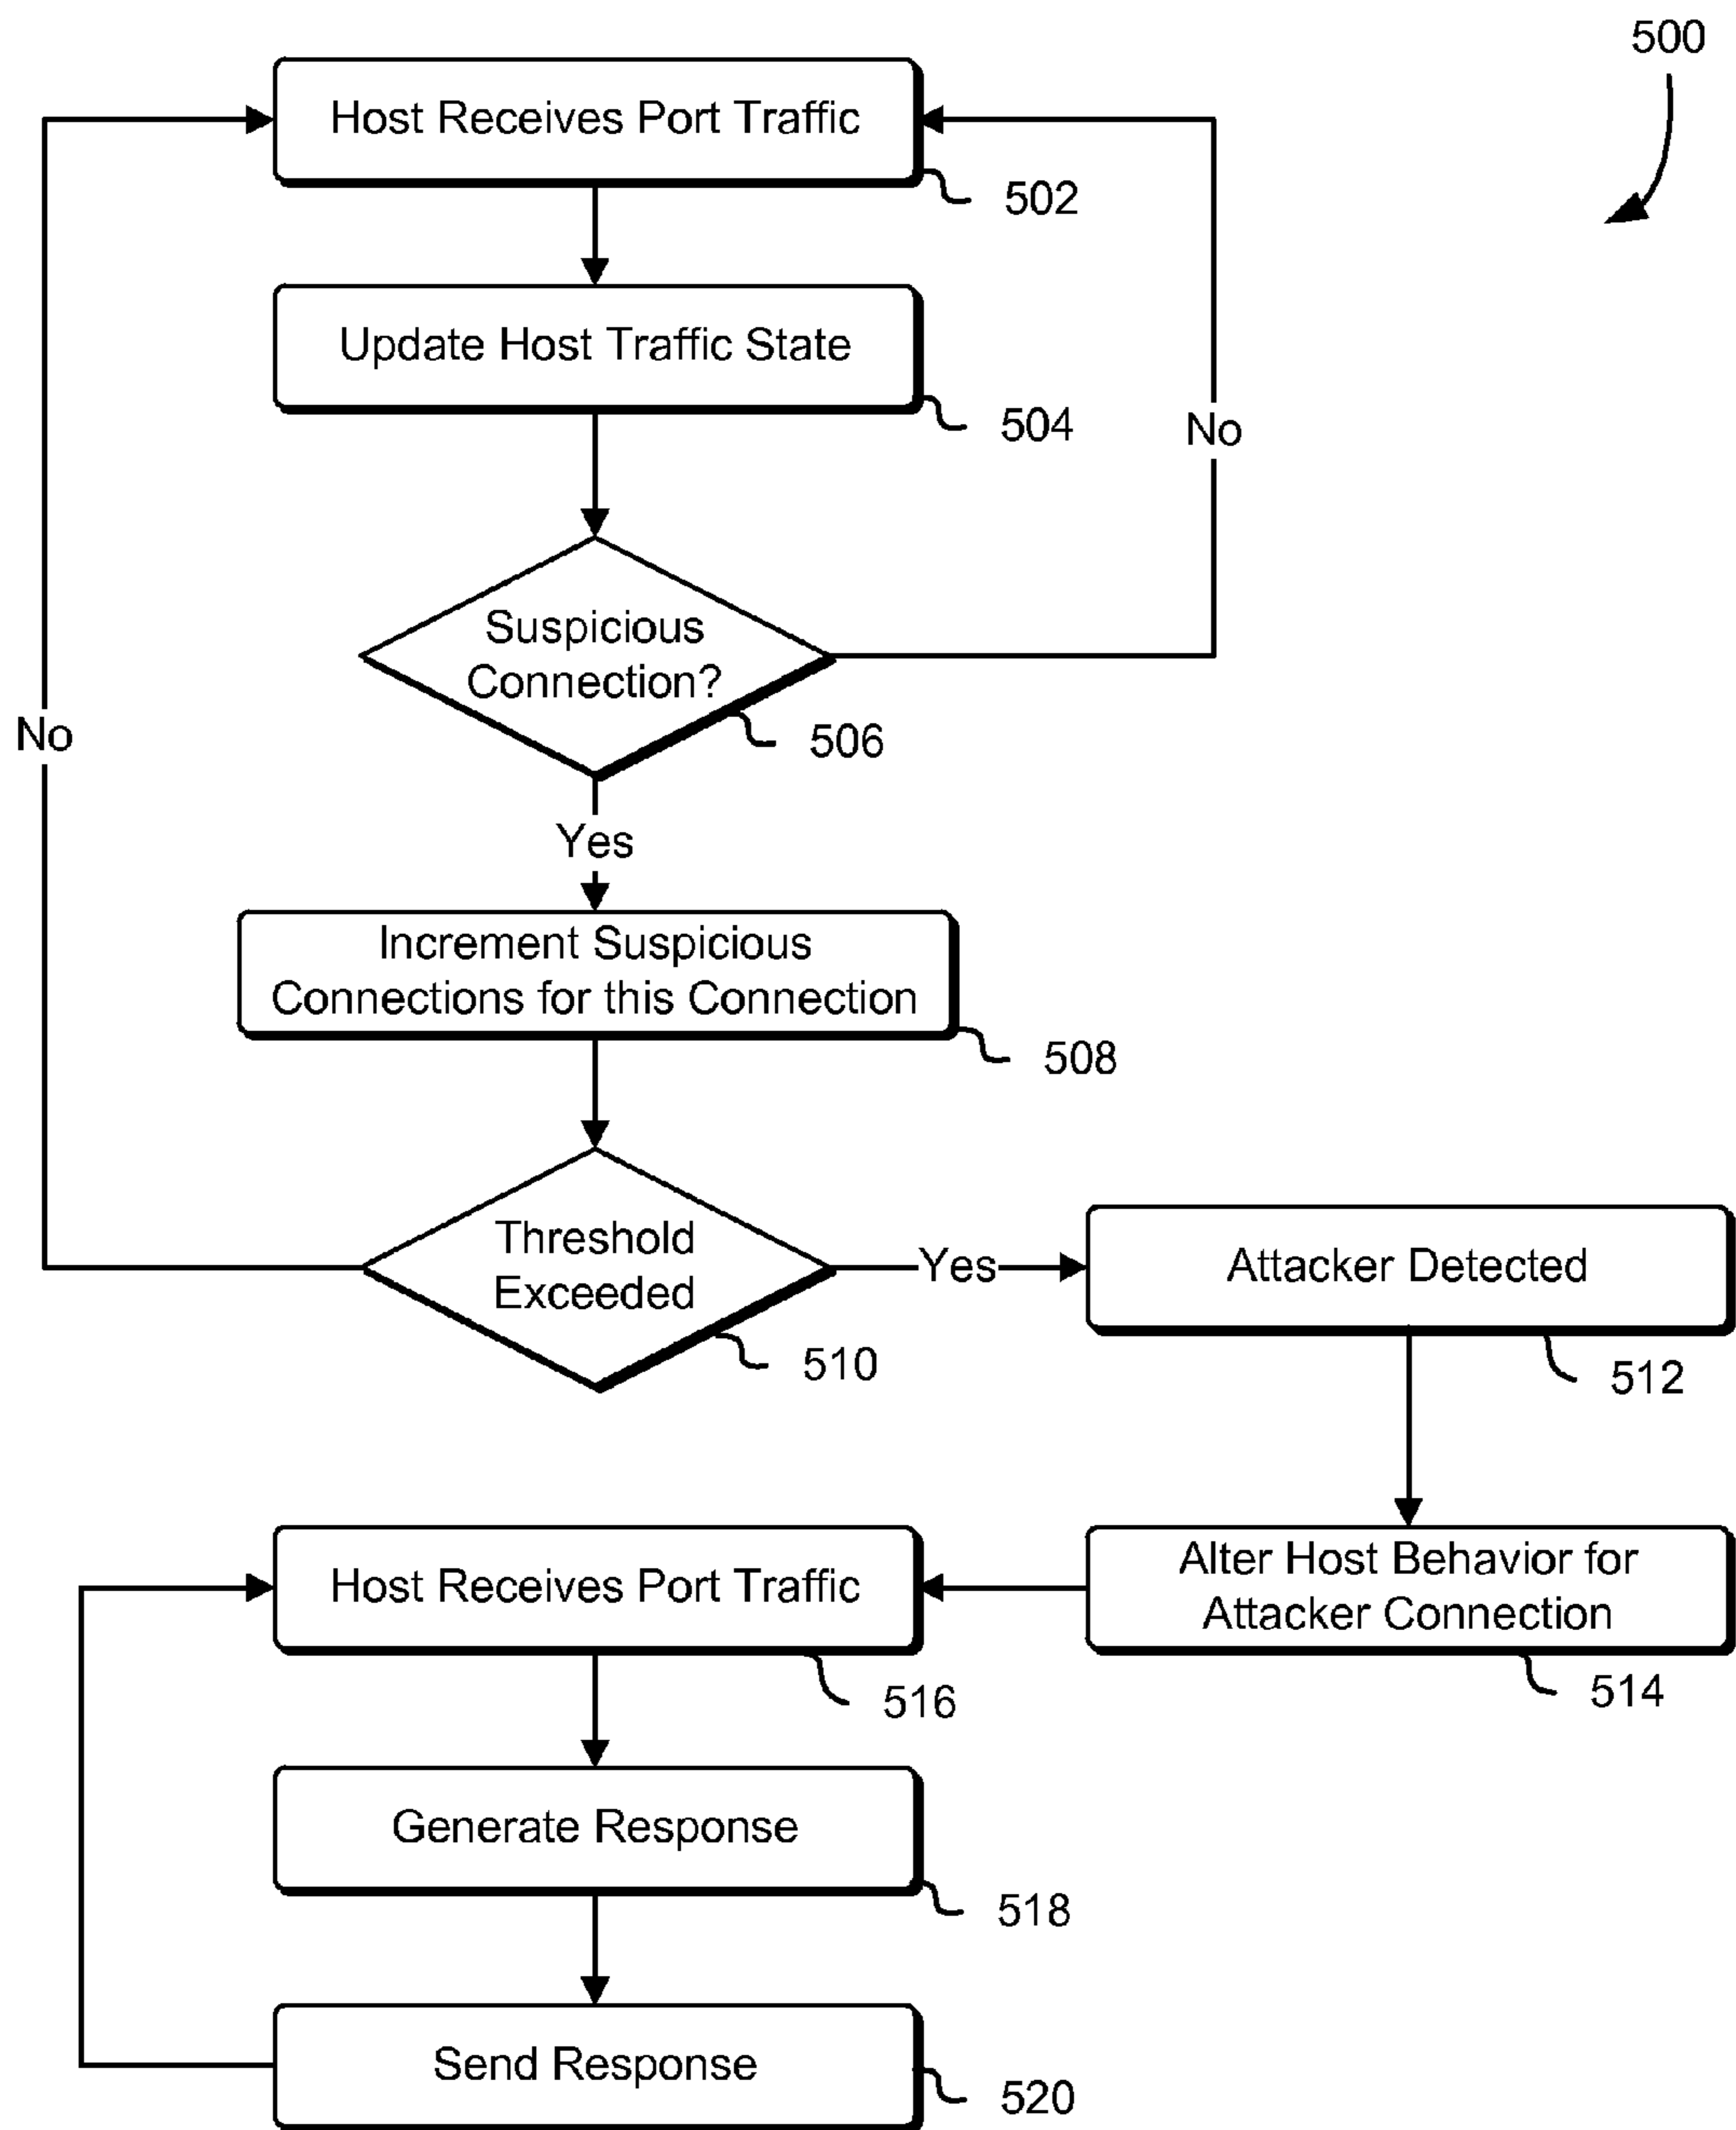 500
Host Receives Port Traffic
502
Update Host Traffic State
504
No
Suspicious
Connection?
506
No
Yes
Increment Suspicious
Connections for this Connection
508
Threshold
Exceeded
510
Yes
Attacker Detected
512
Host Receives Port Traffic
516
Alter Host Behavior for
Attacker Connection
514
Generate Response
518
Send Response
520